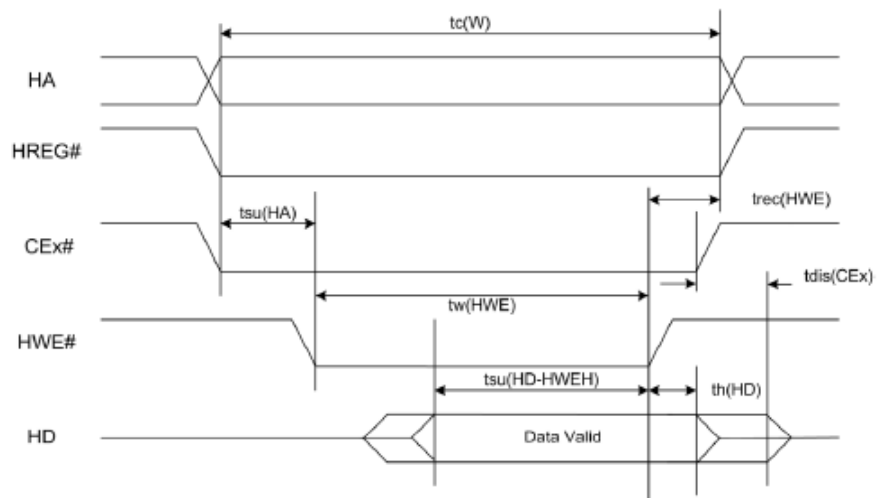 tc(W)
HA
HREG#
tsu(HA)
trec(HWE)
CEx#
tdis(CEx)
tw(HWE)
HWE#
tsu(HD-HWEH)
th(HD)
HD
Data Valid